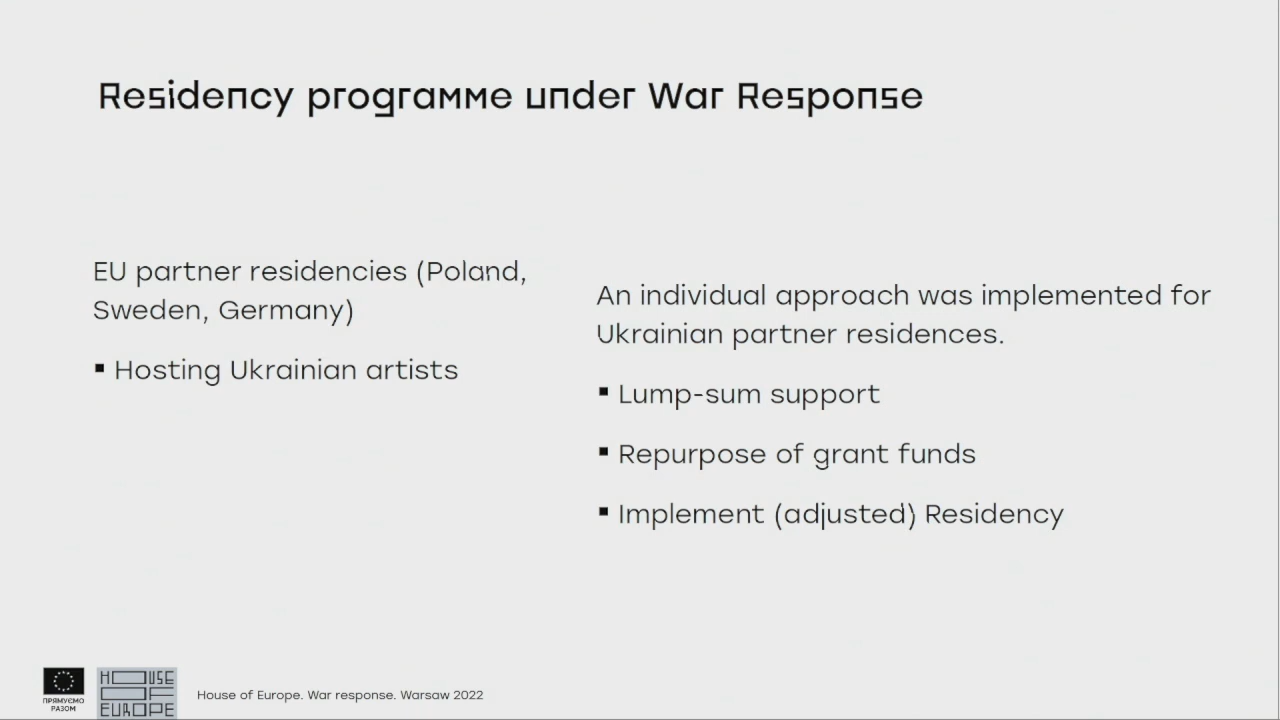 Residency programme under War Response
EU partner residencies (Poland,
Sweden, Germany)
▪ Hosting Ukrainian artists
An individual approach was implemented for
Ukrainian partner residences.
▪ Lump-sum support
▪ Repurpose of grant funds
▪ Implement (adjusted) Residency
ПРЯМУЄМО
РАЗОМ
HOUSE
OF
EUROPE
House of Europe. War response. Warsaw 2022